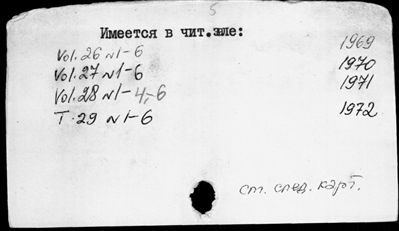 5
Имеется в чит.зале:
Vol.26 №1-6 1969
Vol.27 №1-6 1970
Vol.28 №1-4,-6 1971
Т.29 №1-6 1972
см. след. карт.